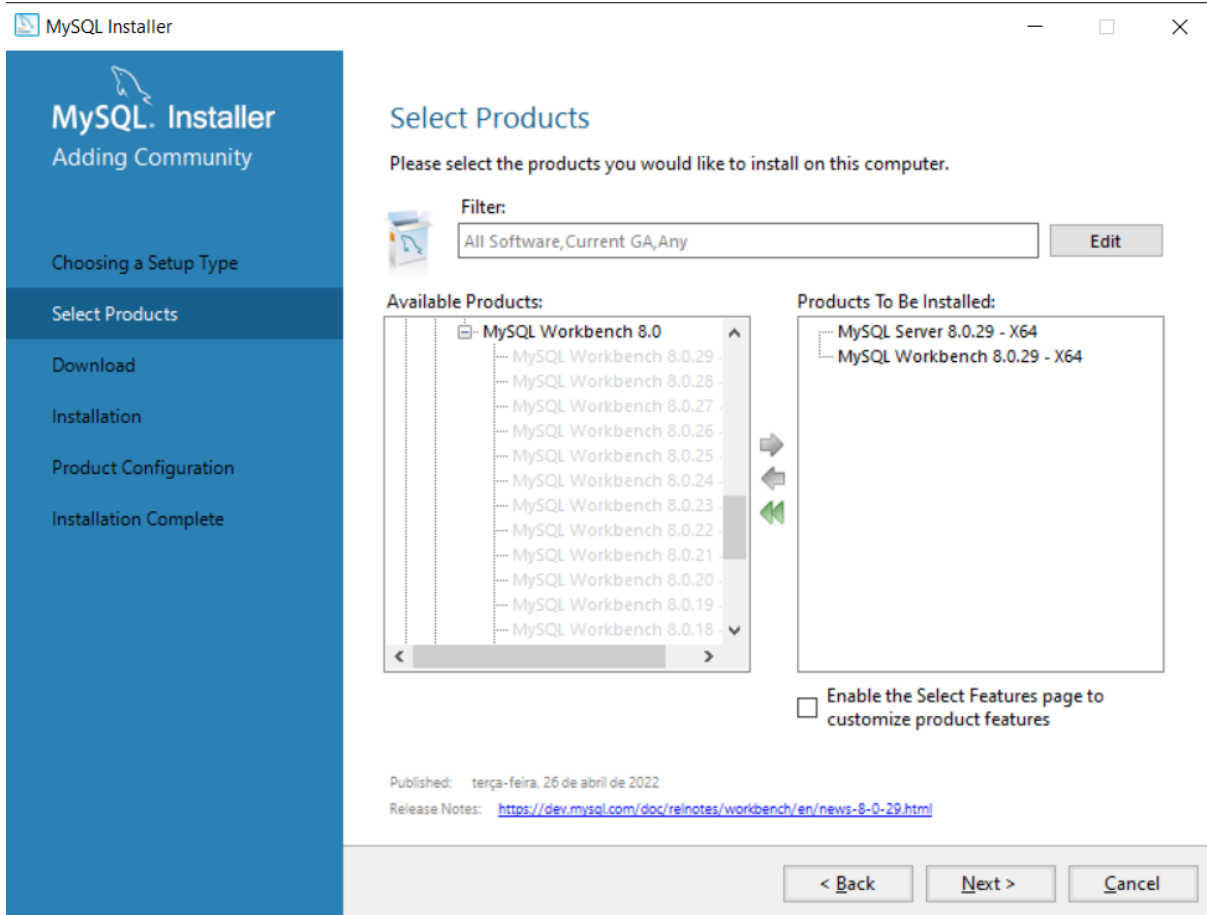 MySQL Installer
MySQL. Installer
Adding Community
Choosing a Setup Type
Select Products
Download
Installation
Product Configuration
Installation Complete
Select Products
Please select the products you would like to install on this computer.
Filter:
All Software,Current GA,Any
Edit
Available Products:
MySQL Workbench 8.0
MySQL Workbench 8.0.29 -
MySQL Workbench 8.0.28 -
MySQL Workbench 8.0.27 -
MySQL Workbench 8.0.26 -
MySQL Workbench 8.0.25 -
MySQL Workbench 8.0.24 -
MySQL Workbench 8.0.23 -
MySQL Workbench 8.0.22 -
MySQL Workbench 8.0.21 -
MySQL Workbench 8.0.20 -
MySQL Workbench 8.0.19 -
MySQL Workbench 8.0.18 -
Products To Be Installed:
MySQL Server 8.0.29 - X64
MySQL Workbench 8.0.29 - X64
Enable the Select Features page to
customize product features
Published: terça-feira, 26 de abril de 2022
Release Notes: https://dev.mysql.com/doc/relnotes/workbench/en/news-8-0-29.html
< Back
Next >
Cancel